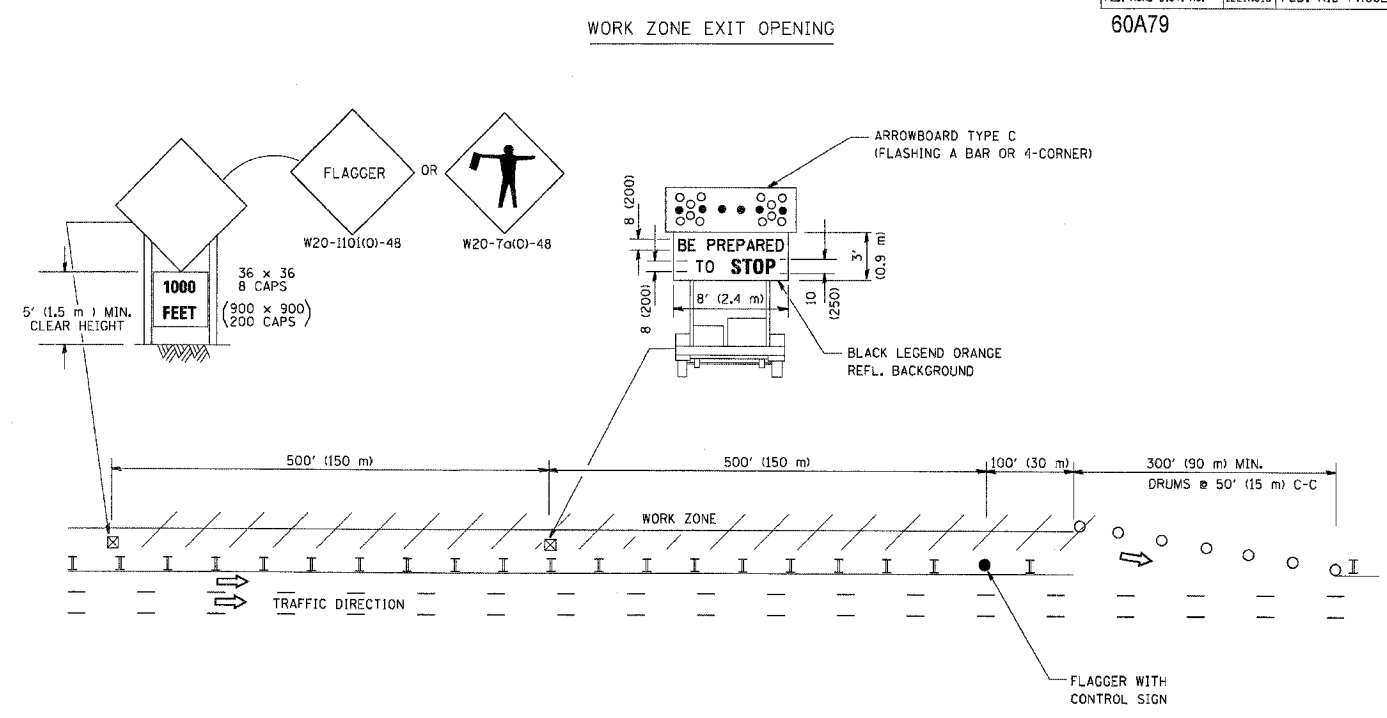 WORK ZONE EXIT OPENING
60A79
FLAGGER
OR
W20-I101(O)-48
W20-7a(O)-48
1000
FEET
36 x 36
8 CAPS
(900 x 900)
200 CAPS
5' (1.5 m ) MIN.
CLEAR HEIGHT
ARROWBOARD TYPE C
(FLASHING A BAR OR 4-CORNER)
8 (200)
8 (200)
BE PREPARED
TO STOP
3'
(0.9 m)
8' (2.4 m)
10
(250)
BLACK LEGEND ORANGE
REFL. BACKGROUND
500' (150 m)
500' (150 m)
100' (30 m)
300' (90 m) MIN.
DRUMS @ 50' (15 m) C-C
WORK ZONE
TRAFFIC DIRECTION
FLAGGER WITH
CONTROL SIGN